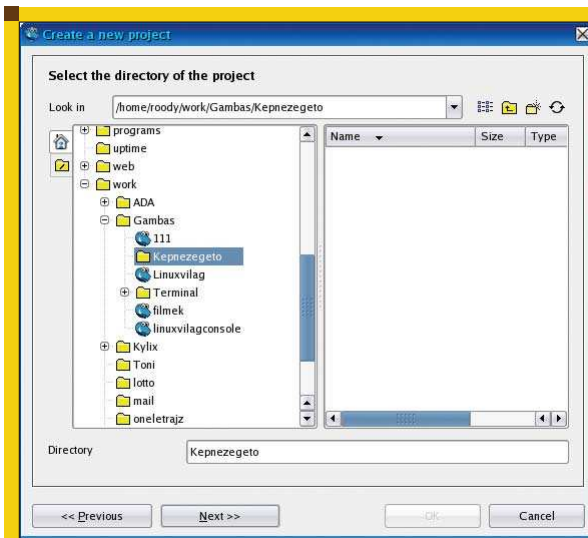 Create a new project
Select the directory of the project
Look in /home/roody/work/Gambas/Kepnezegeto
programs
uptime
web
work
ADA
Gambas
111
Kepnezegeto
Linuxvilag
Terminal
filmek
linuxvilagconsole
Kylix
Toni
lotto
mail
oneletrajz
Name Size Type
Directory Kepnezegeto
<< Previous Next >> OK Cancel